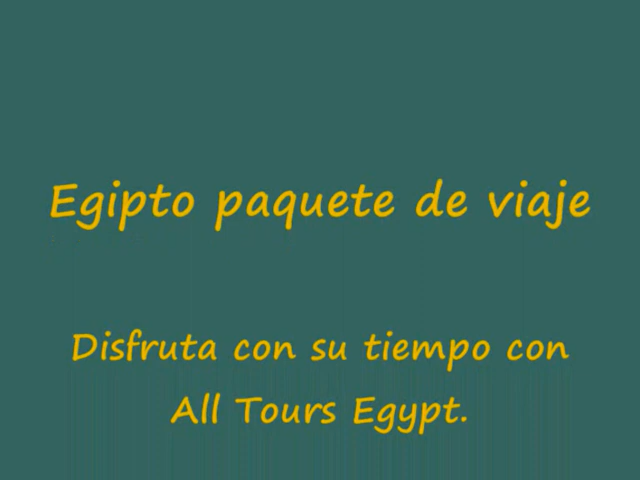 Egipto paquete de viaje
Disfruta con su tiempo con
All Tours Egypt.